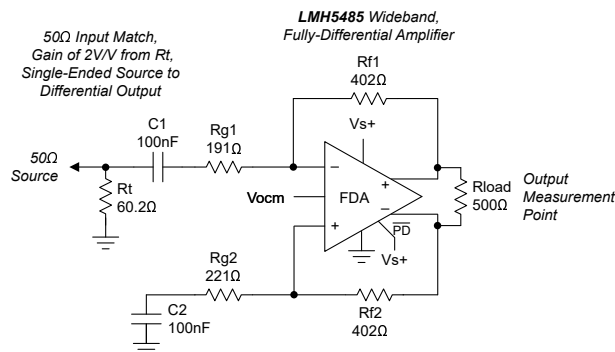 LMH5485 Wideband,
Fully-Differential Amplifier
50Ω Input Match,
Gain of 2V/V from Rt,
Single-Ended Source to
Differential Output
Rf1
402Ω
C1
100nF
Rg1
191Ω
Vs+
50Ω
Source
Rt
60.2Ω
Vocm
−
+
FDA
+
−
PD
Vs+
Rload
500Ω
Output
Measurement
Point
Rg2
221Ω
C2
100nF
Rf2
402Ω